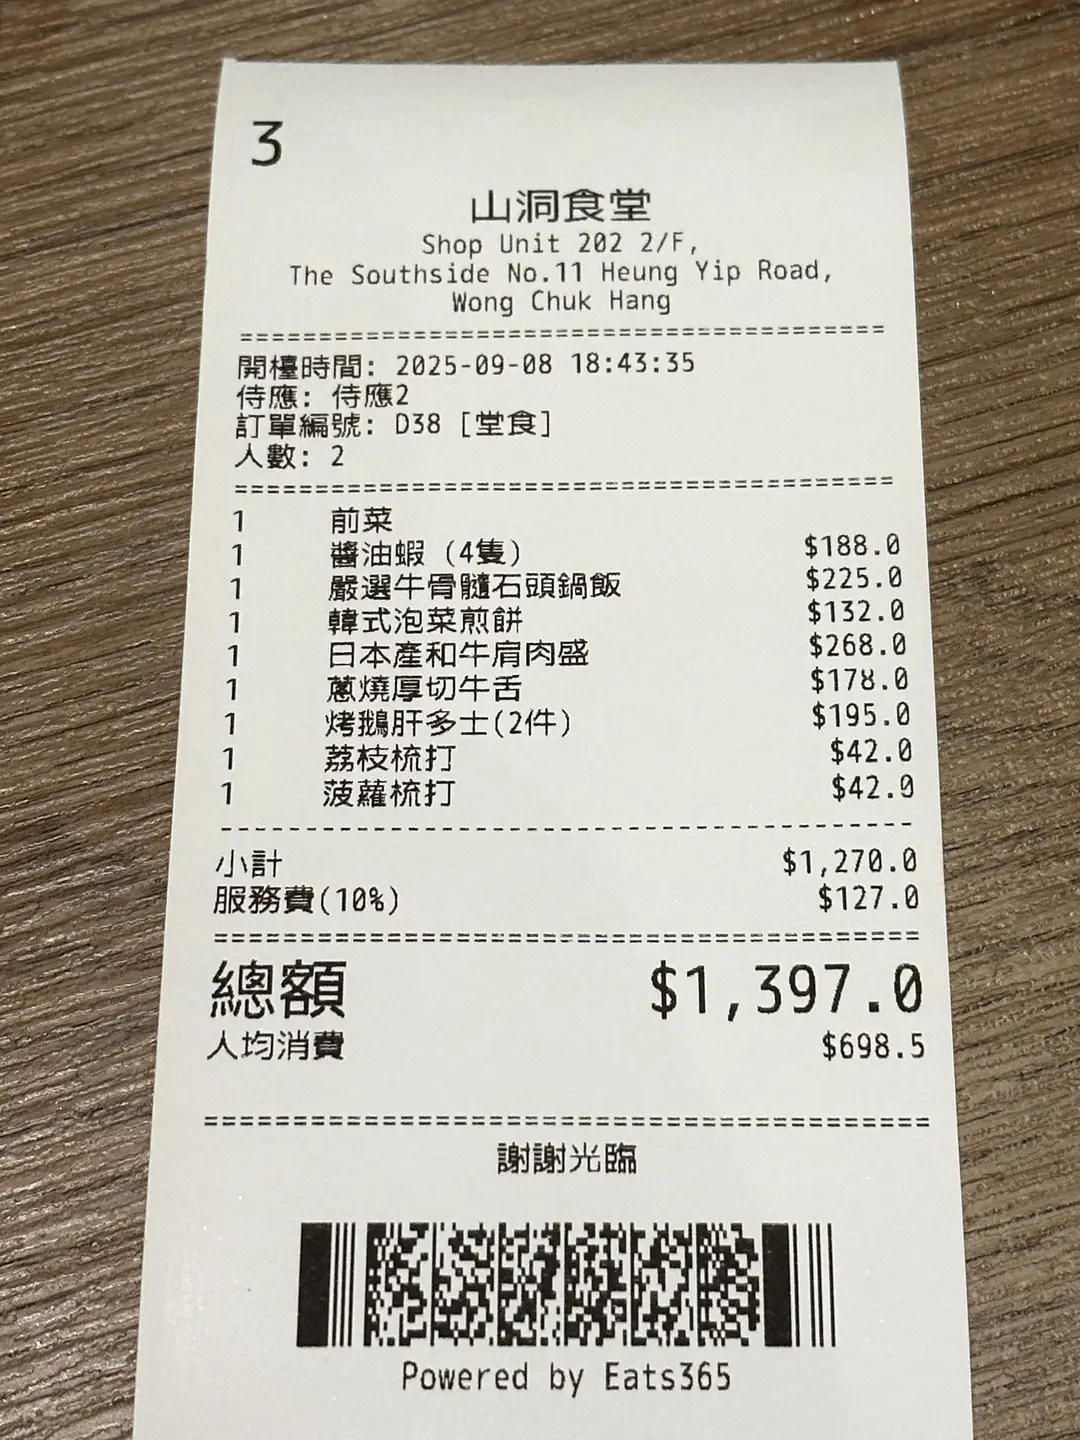 3
山洞食堂
Shop Unit 202 2/F,
The Southside No.11 Heung Yip Road,
Wong Chuk Hang
開檯時間: 2025-09-08 18:43:35
侍應: 侍應2
訂單編號: D38 [堂食]
人數: 2
1 前菜
1 醬油蝦 (4隻) $188.0
1 嚴選牛骨髓石頭鍋飯 $225.0
1 韓式泡菜煎餅 $132.0
1 日本產和牛肩肉盛 $268.0
1 蔥燒厚切牛舌 $178.0
1 烤鵝肝多士(2件) $195.0
1 荔枝梳打 $42.0
1 菠蘿梳打 $42.0
小計 $1,270.0
服務費(10%) $127.0
總額 $1,397.0
人均消費 $698.5
謝謝光臨
Powered by Eats365